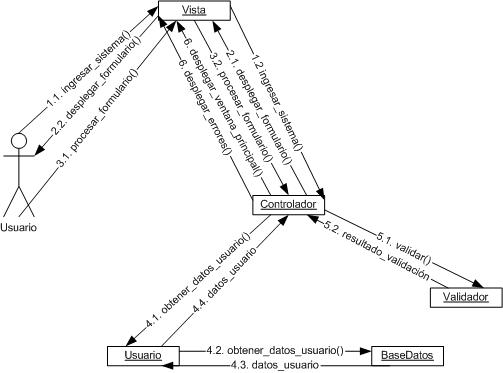 Vista
1.1. ingresar_sistema()
2.2. desplegar_formulario()
3.1. procesar_formulario()
6. desplegar_errores()
6. desplegar_ventana_principal()
3.2. procesar_formulario()
2.1. desplegar_formulario()
1.2 ingresar_sistema()
Usuario
Controlador
5.1. validar()
5.2. resultado_validación
Validador
4.1. obtener_datos_usuario()
4.4. datos_usuario
Usuario
4.2. obtener_datos_usuario()
4.3. datos_usuario
BaseDatos